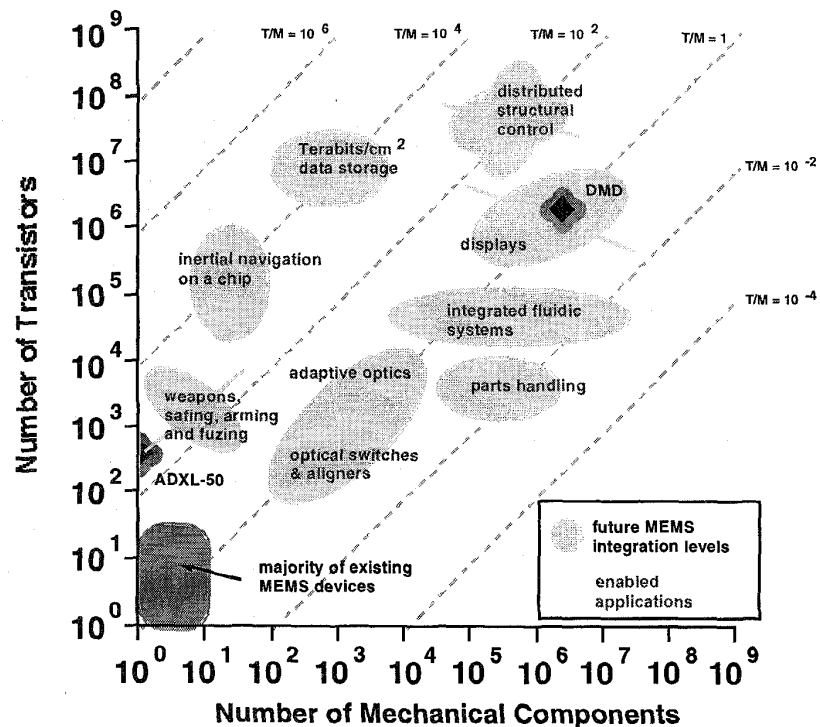 10⁹
10⁸
10⁷
10⁶
10⁵
10⁴
10³
10²
10¹
10⁰
Number of Transistors
T/M = 10⁶
T/M = 10⁴
T/M = 10²
T/M = 1
T/M = 10⁻²
T/M = 10⁻⁴
distributed
structural
control
Terabits/cm²
data storage
DMD
displays
inertial navigation
on a chip
integrated fluidic
systems
adaptive optics
parts handling
weapons,
safing, arming
and fuzing
optical switches
& aligners
ADXL-50
majority of existing
MEMS devices
future MEMS
integration levels
enabled
applications
10⁰ 10¹ 10² 10³ 10⁴ 10⁵ 10⁶ 10⁷ 10⁸ 10⁹
Number of Mechanical Components